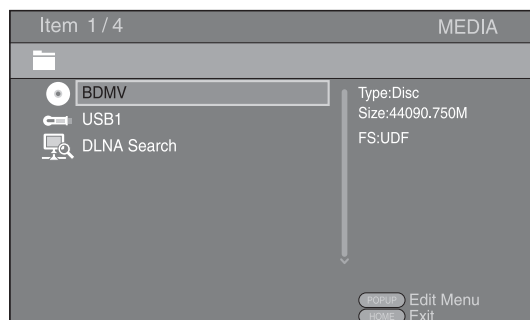 Item 1/4 MEDIA
BDMV
USB1
DLNA Search
Type:Disc
Size:44090.750M
FS:UDF
POPUP Edit Menu
HOME Exit